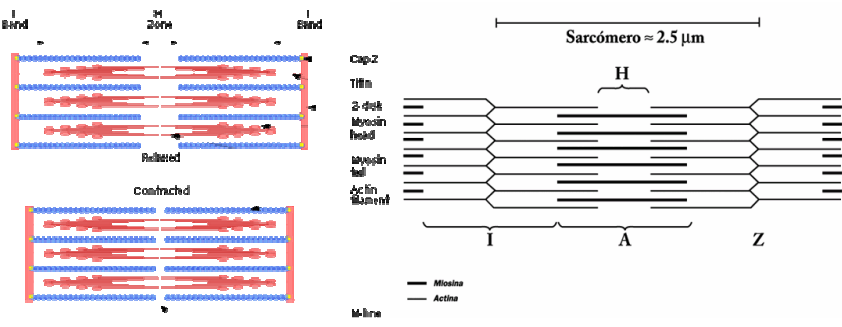 I
Band
M
Zone
I
Band
CapZ
Titin
Z-disk
Myosin
head
Myosin
tail
Actin
filament
Relaxed
Contracted
M-line
Sarcómero ≈ 2.5 μm
H
I
A
Z
Miosina
Actina